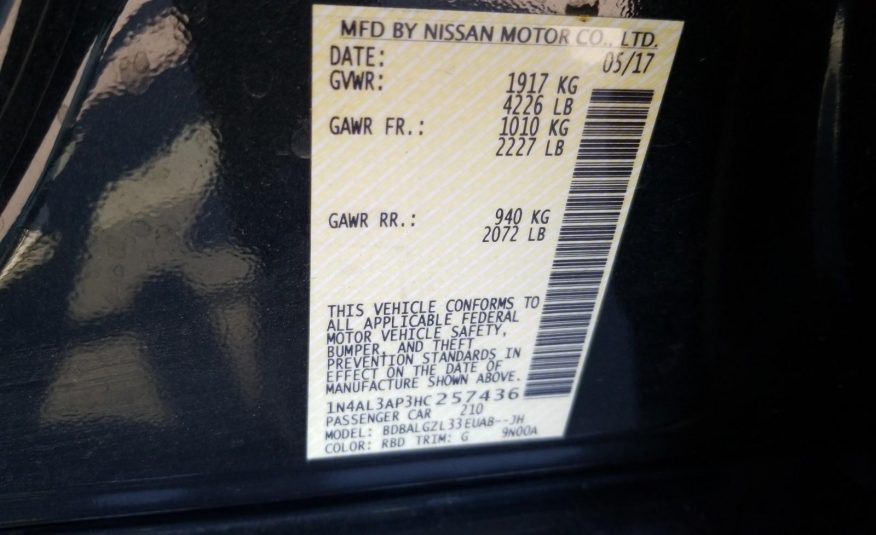 MFD BY NISSAN MOTOR CO., LTD.
DATE: 05/17
GVWR: 1917 KG
4226 LB
GAWR FR.: 1010 KG
2227 LB
GAWR RR.: 940 KG
2072 LB
THIS VEHICLE CONFORMS TO
ALL APPLICABLE FEDERAL
MOTOR VEHICLE SAFETY,
BUMPER, AND THEFT
PREVENTION STANDARDS IN
EFFECT ON THE DATE OF
MANUFACTURE SHOWN ABOVE.
1N4AL3AP3HC257436
PASSENGER CAR 210
MODEL: BDBALGZL33EUAB--JH
COLOR: RBD TRIM: G 9N00A